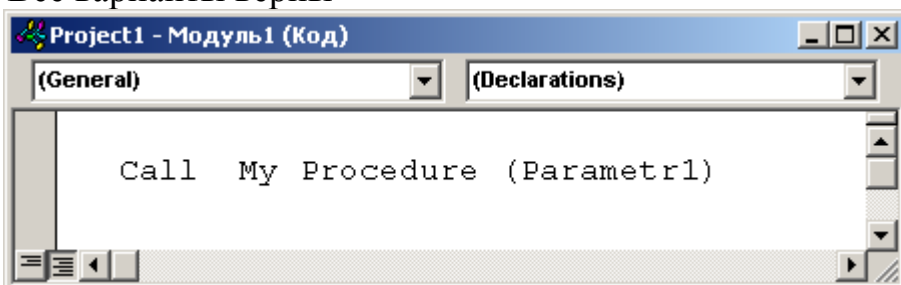 Все варианты верны
Project1 - Модуль1 (Код)
(General) (Declarations)
Call My Procedure (Parametr1)